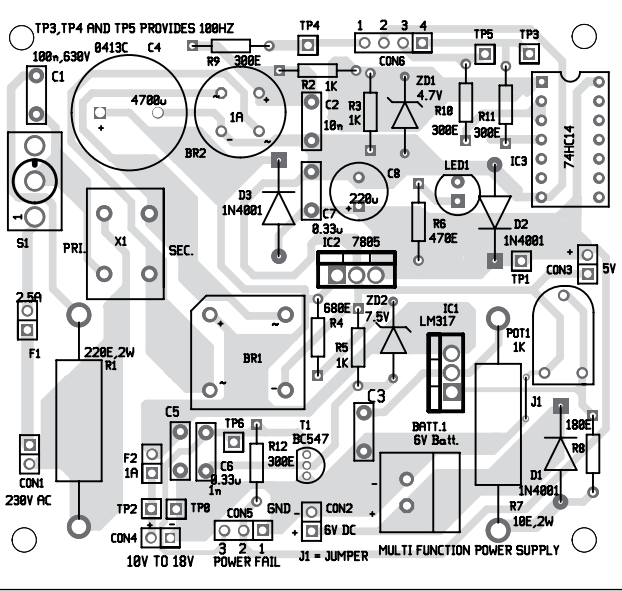 TP3,TP4 AND TP5 PROVIDES 100HZ
TP4
1 2 3 4
CON6
TP5
TP3
100n,630V
C1
0413C C4
4700u
+
R9 300E
R2 1K
~
+
1A
-
~
BR2
C2
10n
R3
1K
ZD1
4.7V
R10
300E
R11
300E
IC3
74HC14
S1
1
PRI.
X1
SEC.
D3
1N4001
C7
0.33u
C8
220u
+
LED1
R6
470E
D2
1N4001
TP1
IC2 7805
+
CON3
-
5V
2.5A
F1
220E,2W
R1
+
~
BR1
~
-
680E
R4
R5
1K
ZD2
7.5V
IC1
LM317
POT1
1K
J1
C3
C5
TP6
C6
0.33u
1n
R12
300E
T1
BC547
BATT.1
6V Batt.
-
+
180E
R8
D1
1N4001
R7
10E,2W
CON1
230V AC
F2
1A
TP2
TP0
+ -
CON4
10V TO 18V
CON5
3 2 1
POWER FAIL
GND
-
CON2
+
6V DC
J1 = JUMPER
MULTI FUNCTION POWER SUPPLY